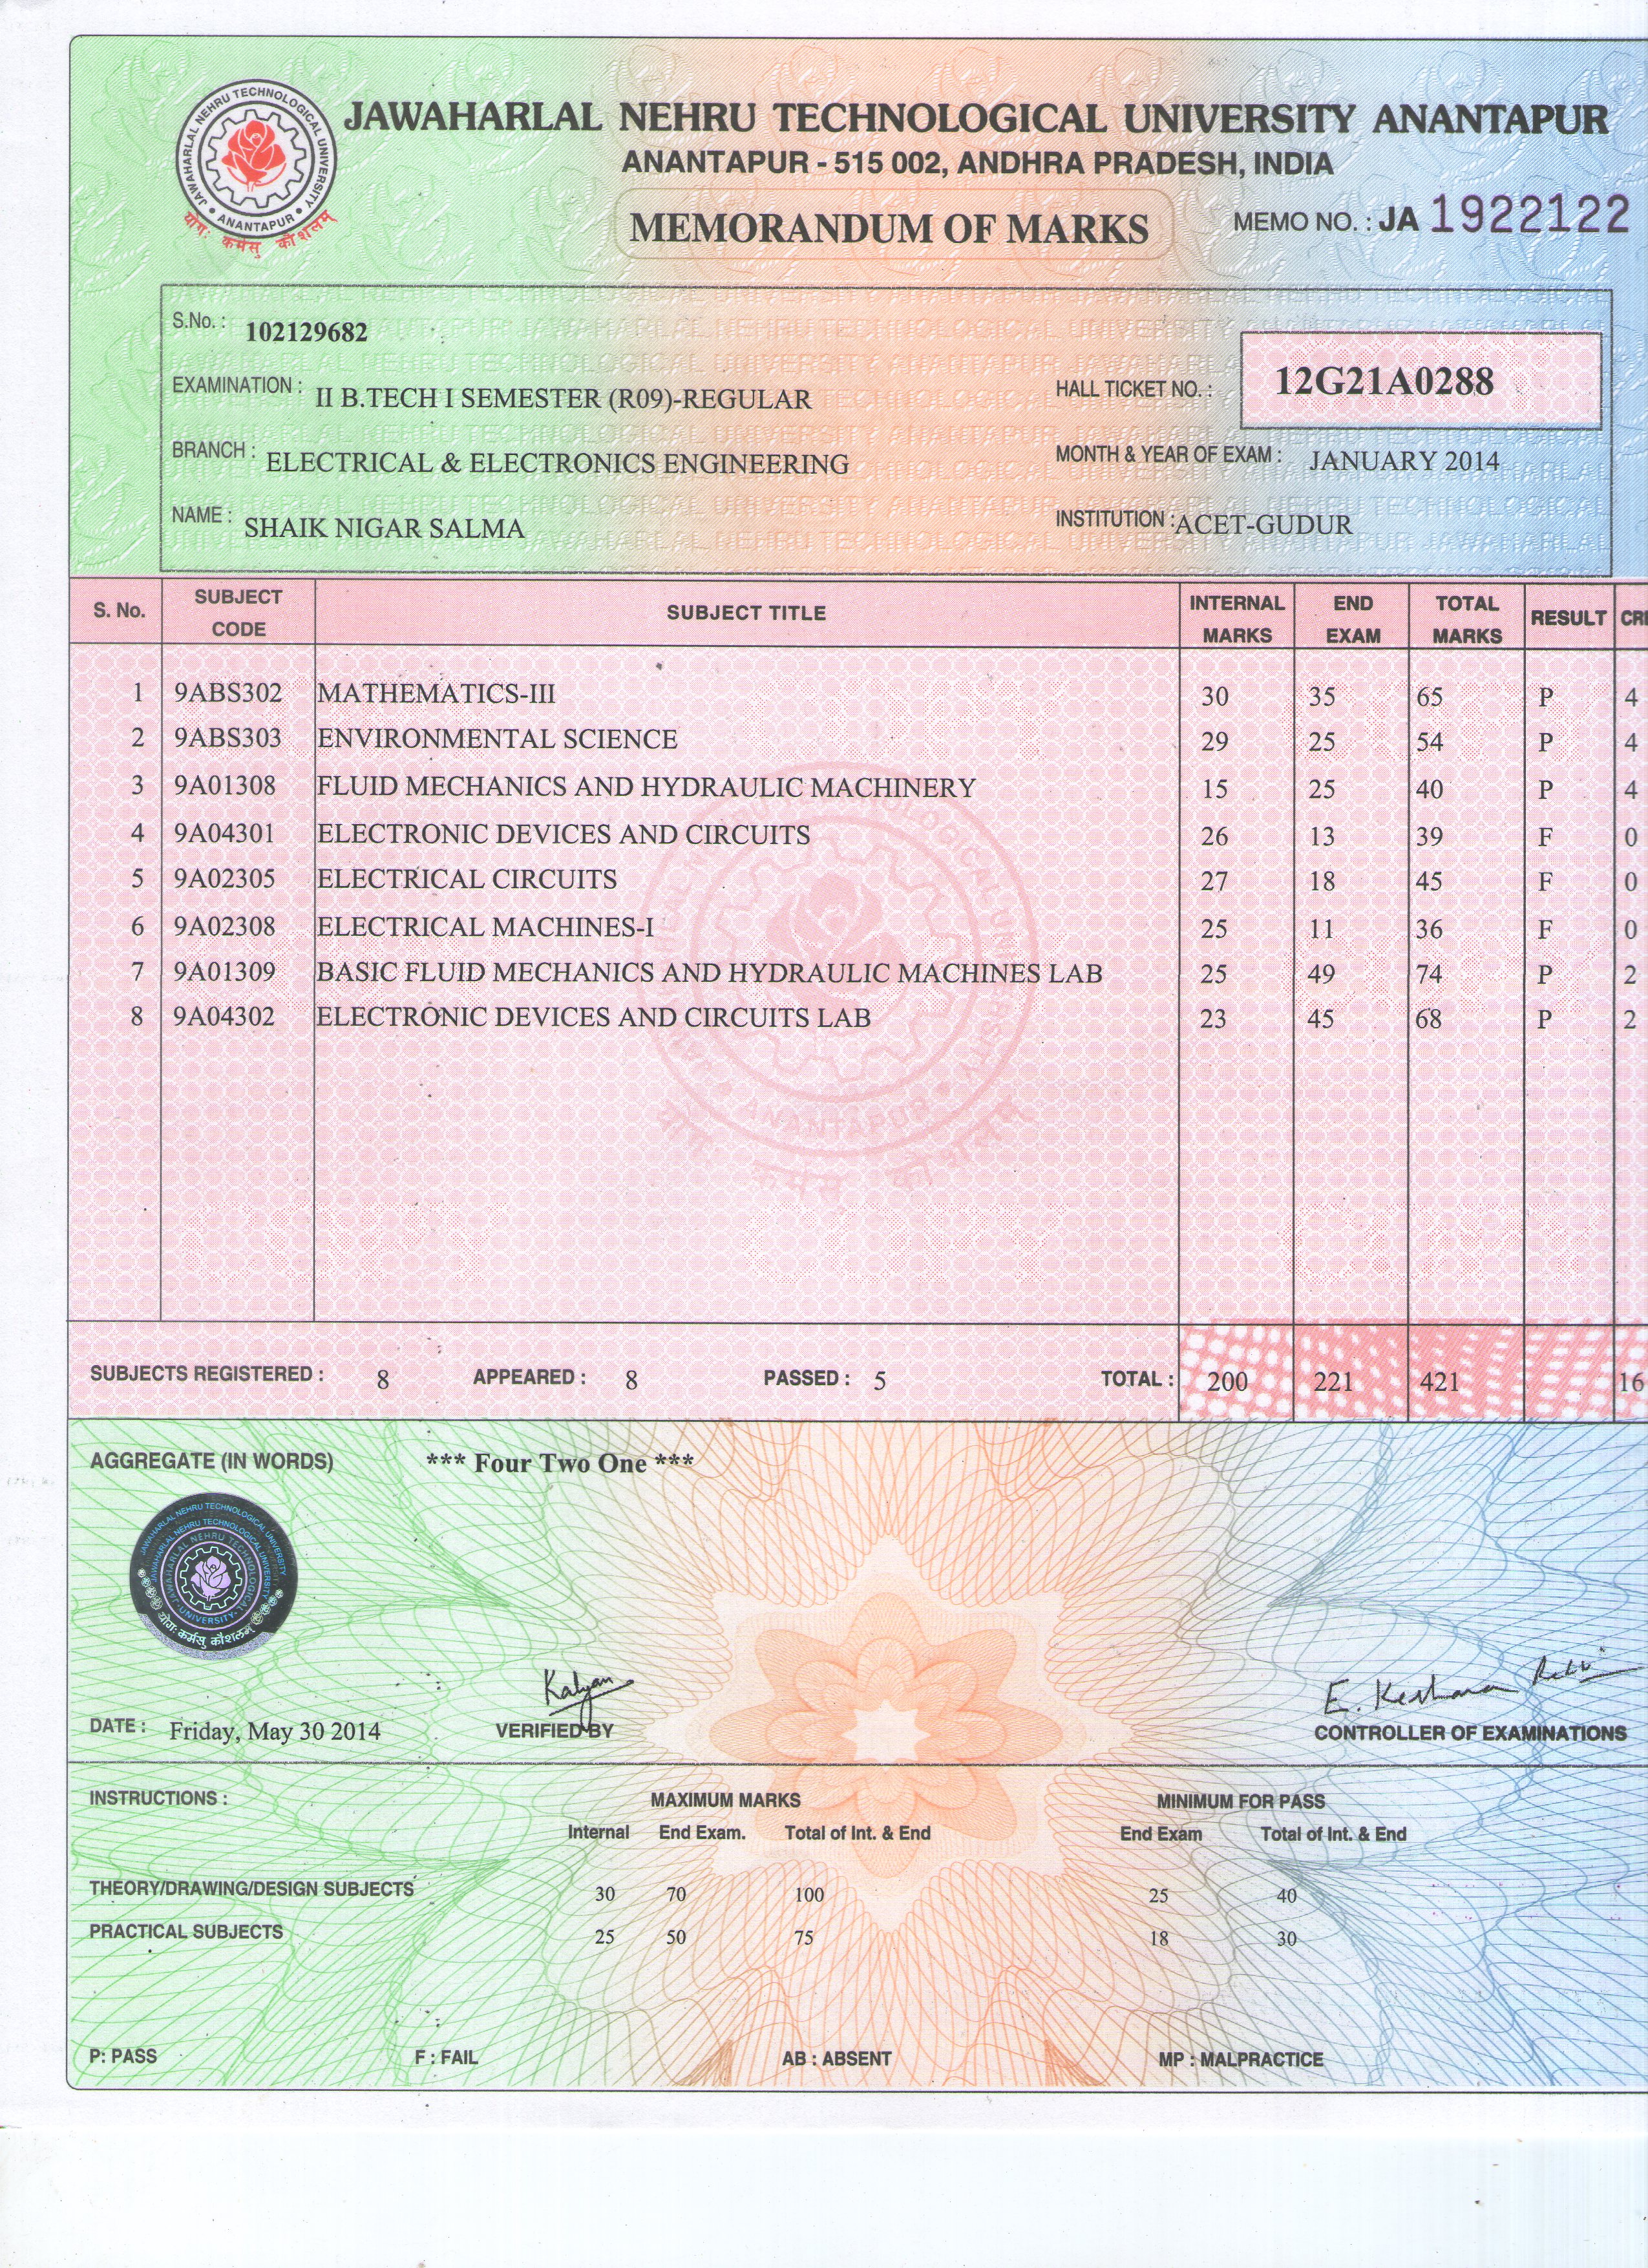 JAWAHARLAL NEHRU TECHNOLOGICAL UNIVERSITY ANANTAPUR
ANANTAPUR - 515 002, ANDHRA PRADESH, INDIA
MEMORANDUM OF MARKS
MEMO NO. : JA 1922122
JAWAHARLAL NEHRU TECHNOLOGICAL UNIVERSITY
• ANANTAPUR •
योग: कर्मसु कौशलम्
S.No. : 102129682
EXAMINATION : II B.TECH I SEMESTER (R09)-REGULAR
HALL TICKET NO. : 12G21A0288
BRANCH : ELECTRICAL & ELECTRONICS ENGINEERING
MONTH & YEAR OF EXAM : JANUARY 2014
NAME : SHAIK NIGAR SALMA
INSTITUTION : ACET-GUDUR
S. No. SUBJECT CODE SUBJECT TITLE INTERNAL MARKS END EXAM TOTAL MARKS RESULT CR
1 9ABS302 MATHEMATICS-III 30 35 65 P 4
2 9ABS303 ENVIRONMENTAL SCIENCE 29 25 54 P 4
3 9A01308 FLUID MECHANICS AND HYDRAULIC MACHINERY 15 25 40 P 4
4 9A04301 ELECTRONIC DEVICES AND CIRCUITS 26 13 39 F 0
5 9A02305 ELECTRICAL CIRCUITS 27 18 45 F 0
6 9A02308 ELECTRICAL MACHINES-I 25 11 36 F 0
7 9A01309 BASIC FLUID MECHANICS AND HYDRAULIC MACHINES LAB 25 49 74 P 2
8 9A04302 ELECTRONIC DEVICES AND CIRCUITS LAB 23 45 68 P 2
SUBJECTS REGISTERED : 8 APPEARED : 8 PASSED : 5 TOTAL : 200 221 421 16
AGGREGATE (IN WORDS) *** Four Two One ***
JAWAHARLAL NEHRU TECHNOLOGICAL UNIVERSITY
योग: कर्मसु कौशलम्
Kalyan
E. Keshava
DATE : Friday, May 30 2014
VERIFIED BY
CONTROLLER OF EXAMINATIONS
INSTRUCTIONS : MAXIMUM MARKS MINIMUM FOR PASS
Internal End Exam. Total of Int. & End End Exam Total of Int. & End
THEORY/DRAWING/DESIGN SUBJECTS 30 70 100 25 40
PRACTICAL SUBJECTS 25 50 75 18 30
P: PASS F : FAIL AB : ABSENT MP : MALPRACTICE